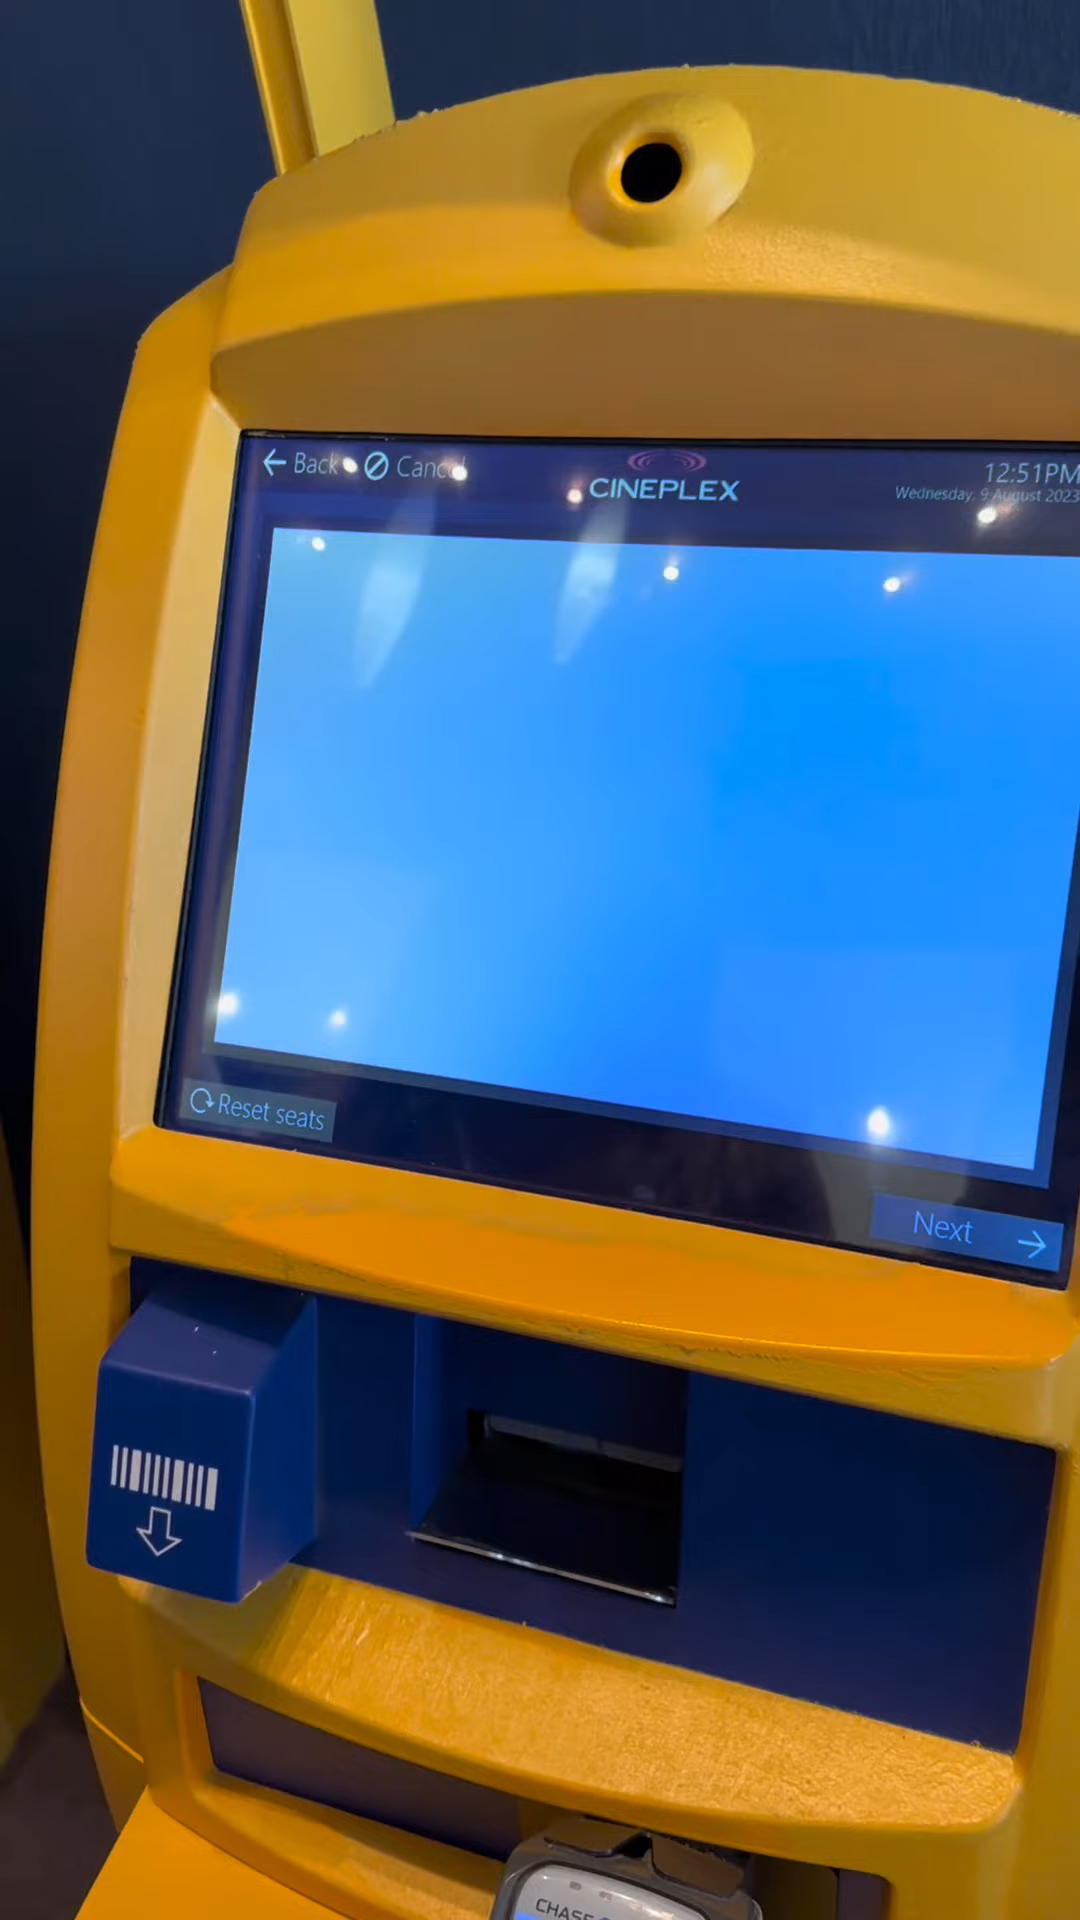 Back
Cancel
CINEPLEX
12:51PM
Wednesday, 9 August 2023
Reset seats
Next
CHASE